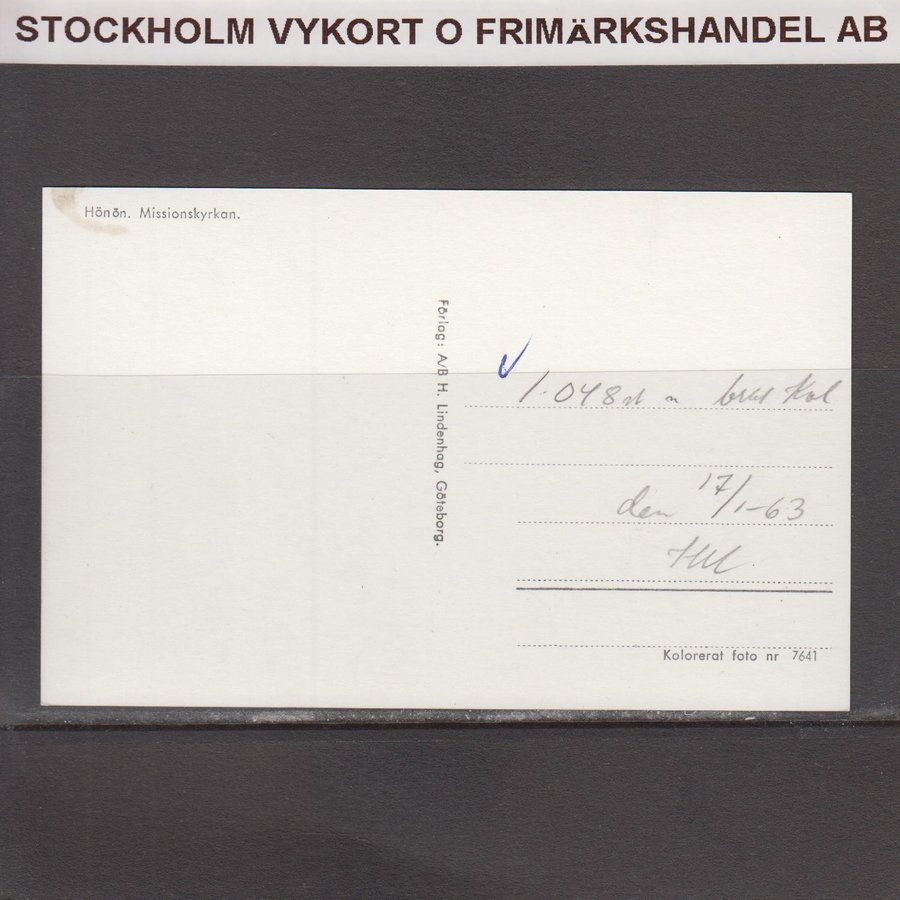 STOCKHOLM VYKORT O FRIMÄRKSHANDEL AB
Hönön. Missionskyrkan.
Förlag: A/B H. Lindenhag, Göteborg.
1.048 st
den 17/1-63
Kolorerat foto nr 7641